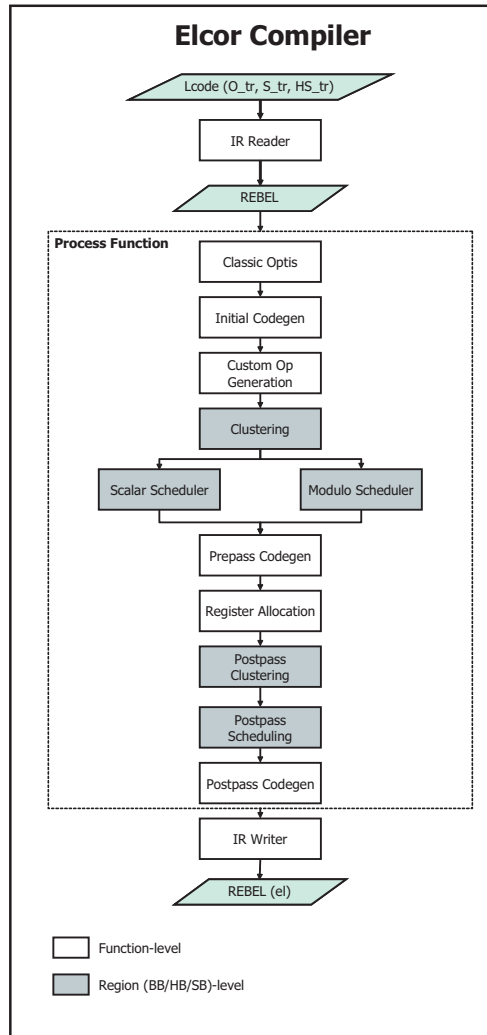 Elcor Compiler
Lcode (O_tr, S_tr, HS_tr)
IR Reader
REBEL
Process Function
Classic Optis
Initial Codegen
Custom Op
Generation
Clustering
Scalar Scheduler
Modulo Scheduler
Prepass Codegen
Register Allocation
Postpass
Clustering
Postpass
Scheduling
Postpass Codegen
IR Writer
REBEL (el)
Function-level
Region (BB/HB/SB)-level